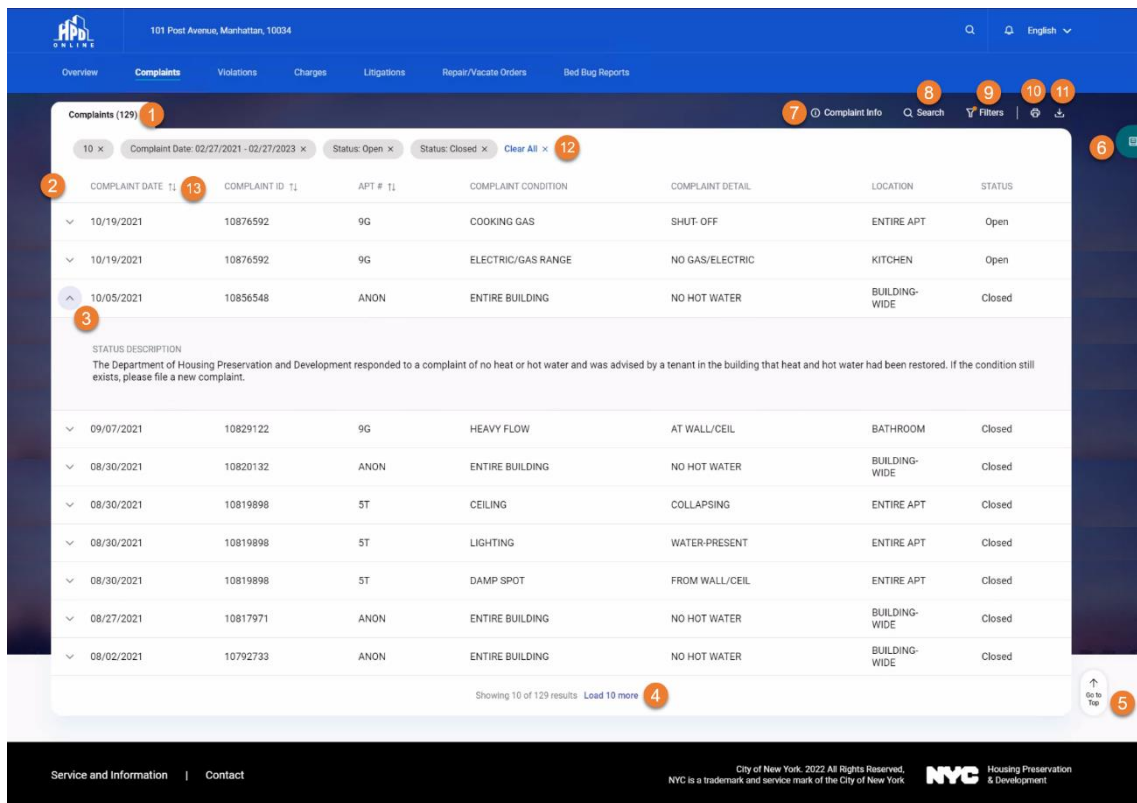 HPD
ONLINE
101 Post Avenue, Manhattan, 10034
English
Overview Complaints Violations Charges Litigations Repair/Vacate Orders Bed Bug Reports
Complaints (129) 1
7 Complaint Info 8 Search 9 Filters | 10 11
6
10 × Complaint Date: 02/27/2021 - 02/27/2023 × Status: Open × Status: Closed × Clear All × 12
2 COMPLAINT DATE ↑↓ 13 COMPLAINT ID ↑↓ APT # ↑↓ COMPLAINT CONDITION COMPLAINT DETAIL LOCATION STATUS
10/19/2021 10876592 9G COOKING GAS SHUT- OFF ENTIRE APT Open
10/19/2021 10876592 9G ELECTRIC/GAS RANGE NO GAS/ELECTRIC KITCHEN Open
10/05/2021 10856548 ANON ENTIRE BUILDING NO HOT WATER BUILDING-
WIDE Closed
3
STATUS DESCRIPTION
The Department of Housing Preservation and Development responded to a complaint of no heat or hot water and was advised by a tenant in the building that heat and hot water had been restored. If the condition still
exists, please file a new complaint.
09/07/2021 10829122 9G HEAVY FLOW AT WALL/CEIL BATHROOM Closed
08/30/2021 10820132 ANON ENTIRE BUILDING NO HOT WATER BUILDING-
WIDE Closed
08/30/2021 10819898 5T CEILING COLLAPSING ENTIRE APT Closed
08/30/2021 10819898 5T LIGHTING WATER-PRESENT ENTIRE APT Closed
08/30/2021 10819898 5T DAMP SPOT FROM WALL/CEIL ENTIRE APT Closed
08/27/2021 10817971 ANON ENTIRE BUILDING NO HOT WATER BUILDING-
WIDE Closed
08/02/2021 10792733 ANON ENTIRE BUILDING NO HOT WATER BUILDING-
WIDE Closed
Showing 10 of 129 results Load 10 more 4
↑
Go to
Top 5
Service and Information | Contact
City of New York. 2022 All Rights Reserved,
NYC is a trademark and service mark of the City of New York
NYC
Housing Preservation
& Development